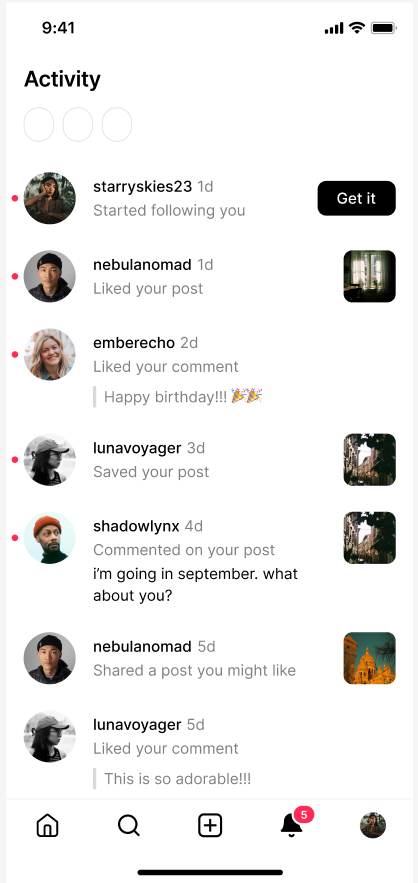 9:41
Activity
starryskies23 1d
Started following you
Get it
nebulanomad 1d
Liked your post
emberecho 2d
Liked your comment
Happy birthday!!! 🎉🎉
lunavoyager 3d
Saved your post
shadowlynx 4d
Commented on your post
i’m going in september. what
about you?
nebulanomad 5d
Shared a post you might like
lunavoyager 5d
Liked your comment
This is so adorable!!!
5